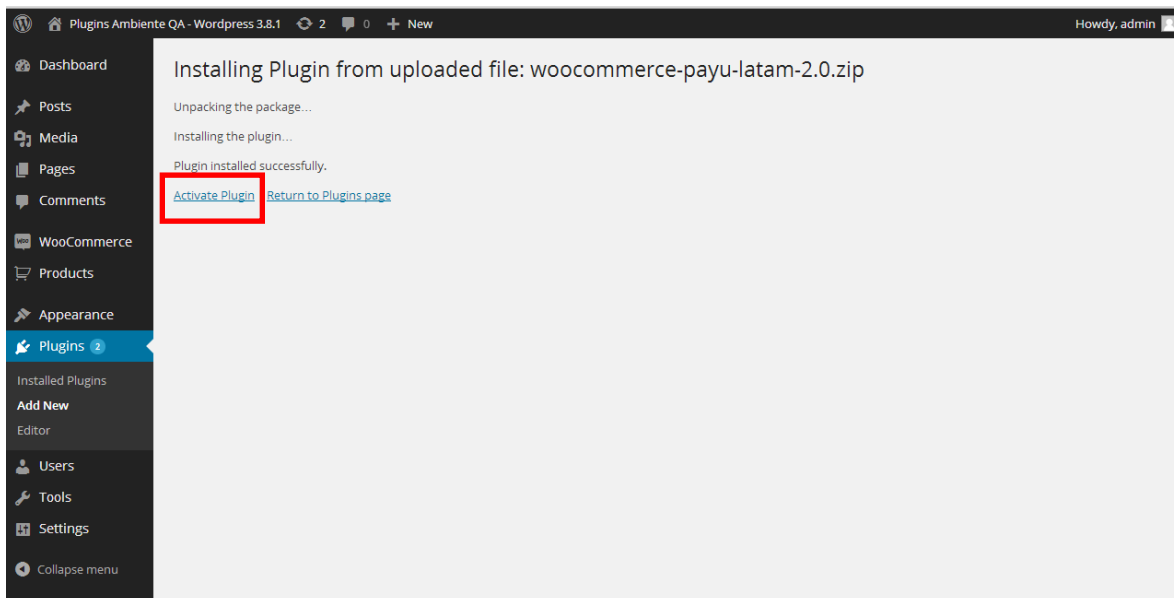 Plugins Ambiente QA - Wordpress 3.8.1 2 0 + New Howdy, admin
Dashboard
Posts
Media
Pages
Comments
WooCommerce
Products
Appearance
Plugins 2
Installed Plugins
Add New
Editor
Users
Tools
Settings
Collapse menu
Installing Plugin from uploaded file: woocommerce-payu-latam-2.0.zip
Unpacking the package…
Installing the plugin…
Plugin installed successfully.
Activate Plugin Return to Plugins page